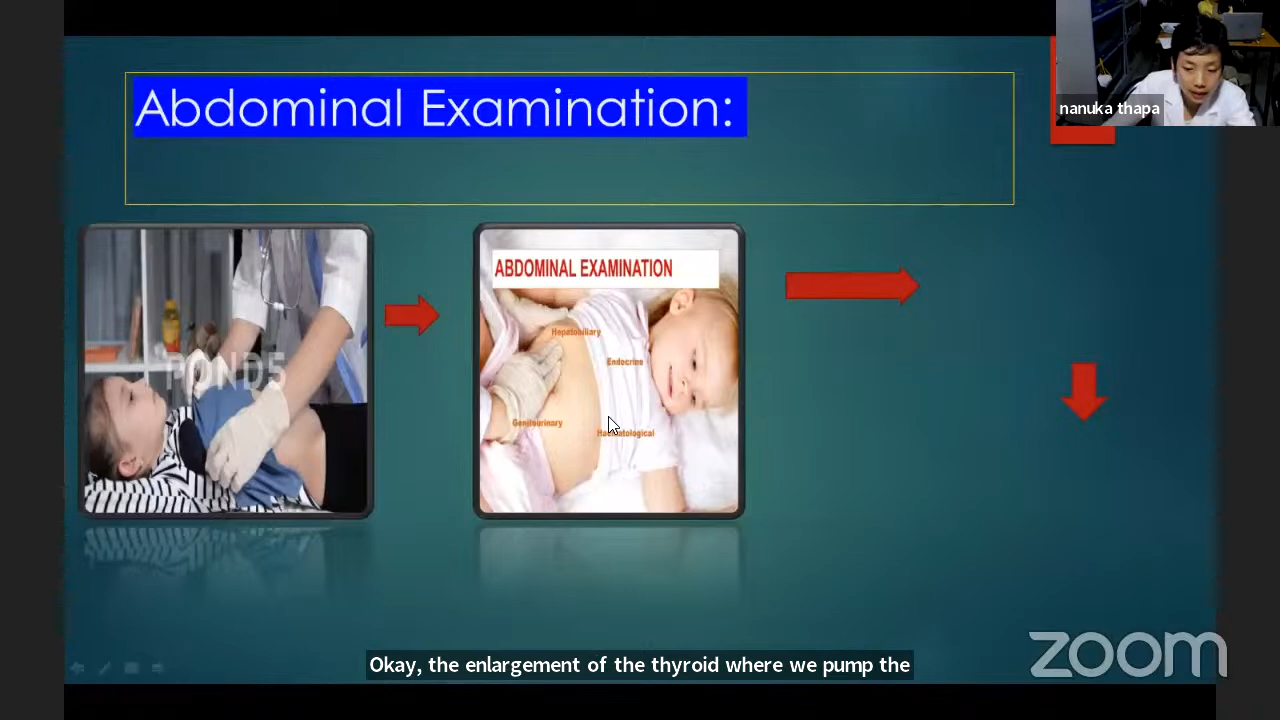 Abdominal Examination:
nanuka thapa
POND5
ABDOMINAL EXAMINATION
Hepatobiliary
Endocrine
Genitourinary
Haematological
zoom
Okay, the enlargement of the thyroid where we pump the